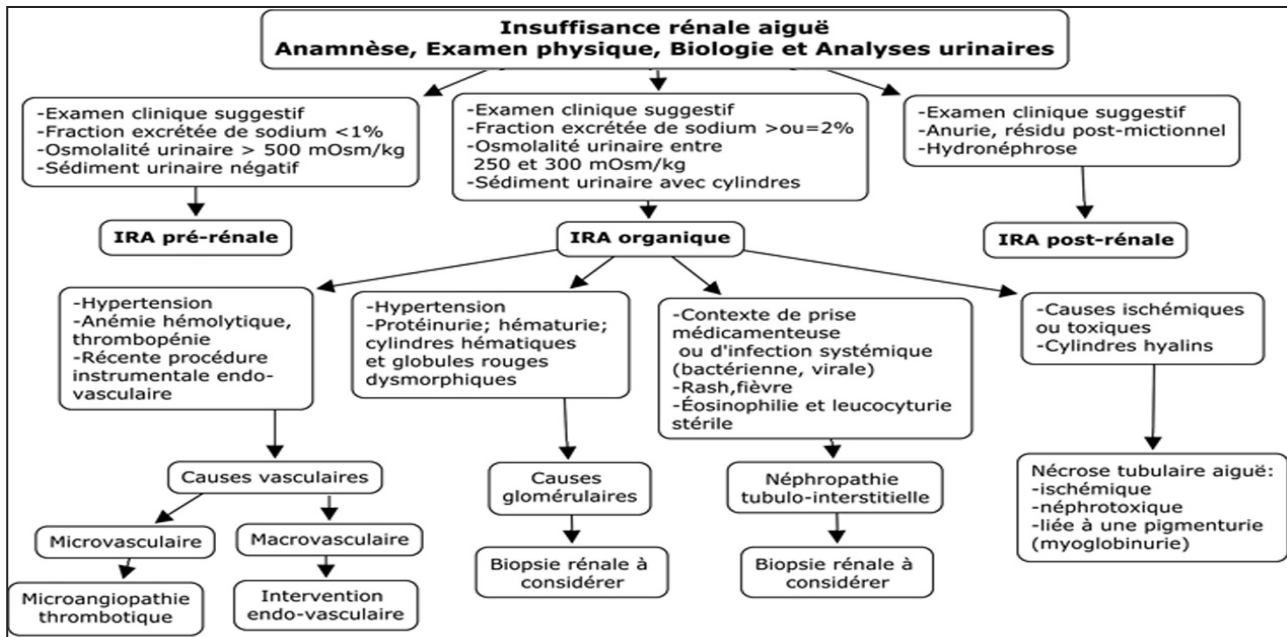 Insuffisance rénale aiguë
Anamnèse, Examen physique, Biologie et Analyses urinaires
-Examen clinique suggestif
-Fraction excrétée de sodium <1%
-Osmolalité urinaire > 500 mOsm/kg
-Sédiment urinaire négatif
-Examen clinique suggestif
-Fraction excrétée de sodium >ou=2%
-Osmolalité urinaire entre
250 et 300 mOsm/kg
-Sédiment urinaire avec cylindres
-Examen clinique suggestif
-Anurie, résidu post-mictionnel
-Hydronéphrose
IRA pré-rénale
IRA organique
IRA post-rénale
-Hypertension
-Anémie hémolytique,
thrombopénie
-Récente procédure
instrumentale endo-
vasculaire
-Hypertension
-Protéinurie; hématurie;
cylindres hématiques
et globules rouges
dysmorphiques
-Contexte de prise
médicamenteuse
ou d'infection systémique
(bactérienne, virale)
-Rash,fièvre
-Éosinophilie et leucocyturie
stérile
-Causes ischémiques
ou toxiques
-Cylindres hyalins
Causes vasculaires
Causes
glomérulaires
Néphropathie
tubulo-interstitielle
Nécrose tubulaire aiguë:
-ischémique
-néphrotoxique
-liée à une pigmenturie
(myoglobinurie)
Microvasculaire
Macrovasculaire
Biopsie rénale à
considérer
Biopsie rénale à
considérer
Microangiopathie
thrombotique
Intervention
endo-vasculaire